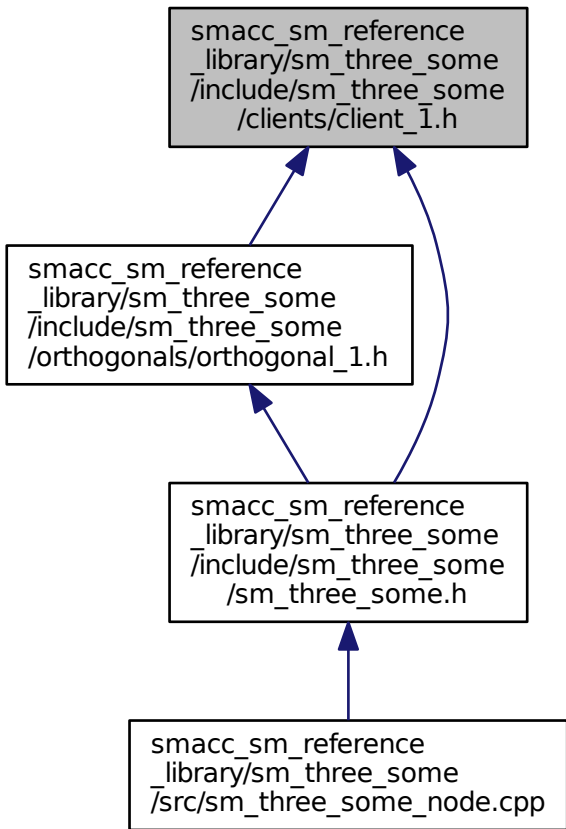 smacc_sm_reference
_library/sm_three_some
/include/sm_three_some
/clients/client_1.h
smacc_sm_reference
_library/sm_three_some
/include/sm_three_some
/orthogonals/orthogonal_1.h
smacc_sm_reference
_library/sm_three_some
/include/sm_three_some
/sm_three_some.h
smacc_sm_reference
_library/sm_three_some
/src/sm_three_some_node.cpp